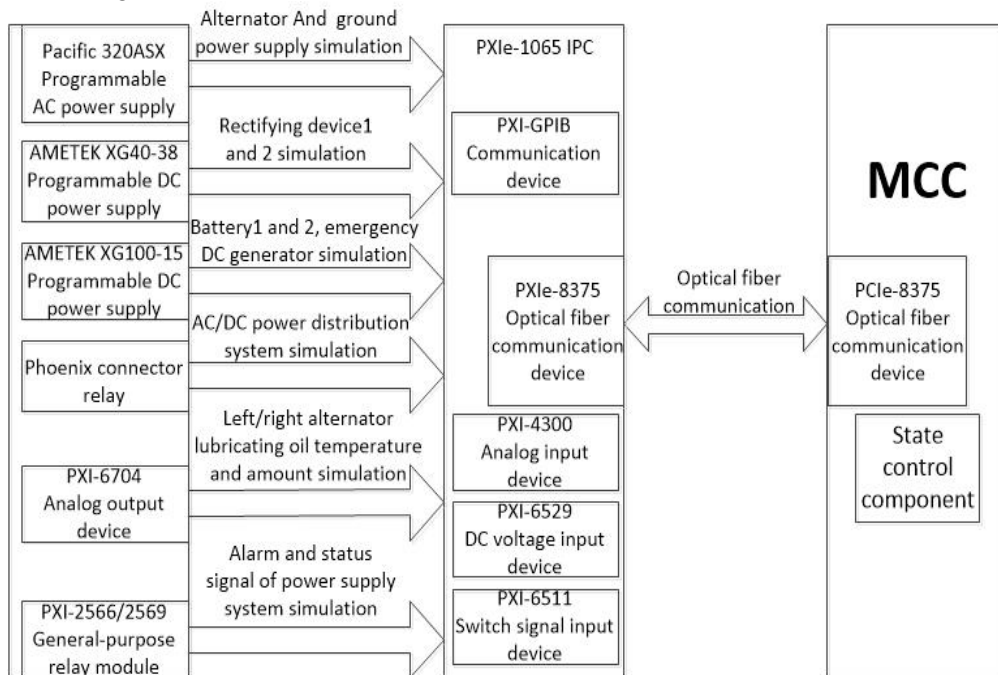 Pacific 320ASX
Programmable
AC power supply
AMETEK XG40-38
Programmable DC
power supply
AMETEK XG100-15
Programmable DC
power supply
Phoenix connector
relay
PXI-6704
Analog output
device
PXI-2566/2569
General-purpose
relay module
Alternator And ground
power supply simulation
Rectifying device1
and 2 simulation
Battery1 and 2, emergency
DC generator simulation
AC/DC power distribution
system simulation
Left/right alternator
lubricating oil temperature
and amount simulation
Alarm and status
signal of power supply
system simulation
PXIe-1065 IPC
PXI-GPIB
Communication
device
PXIe-8375
Optical fiber
communication
device
PXI-4300
Analog input
device
PXI-6529
DC voltage input
device
PXI-6511
Switch signal input
device
Optical fiber
communication
MCC
PCIe-8375
Optical fiber
communication
device
State
control
component